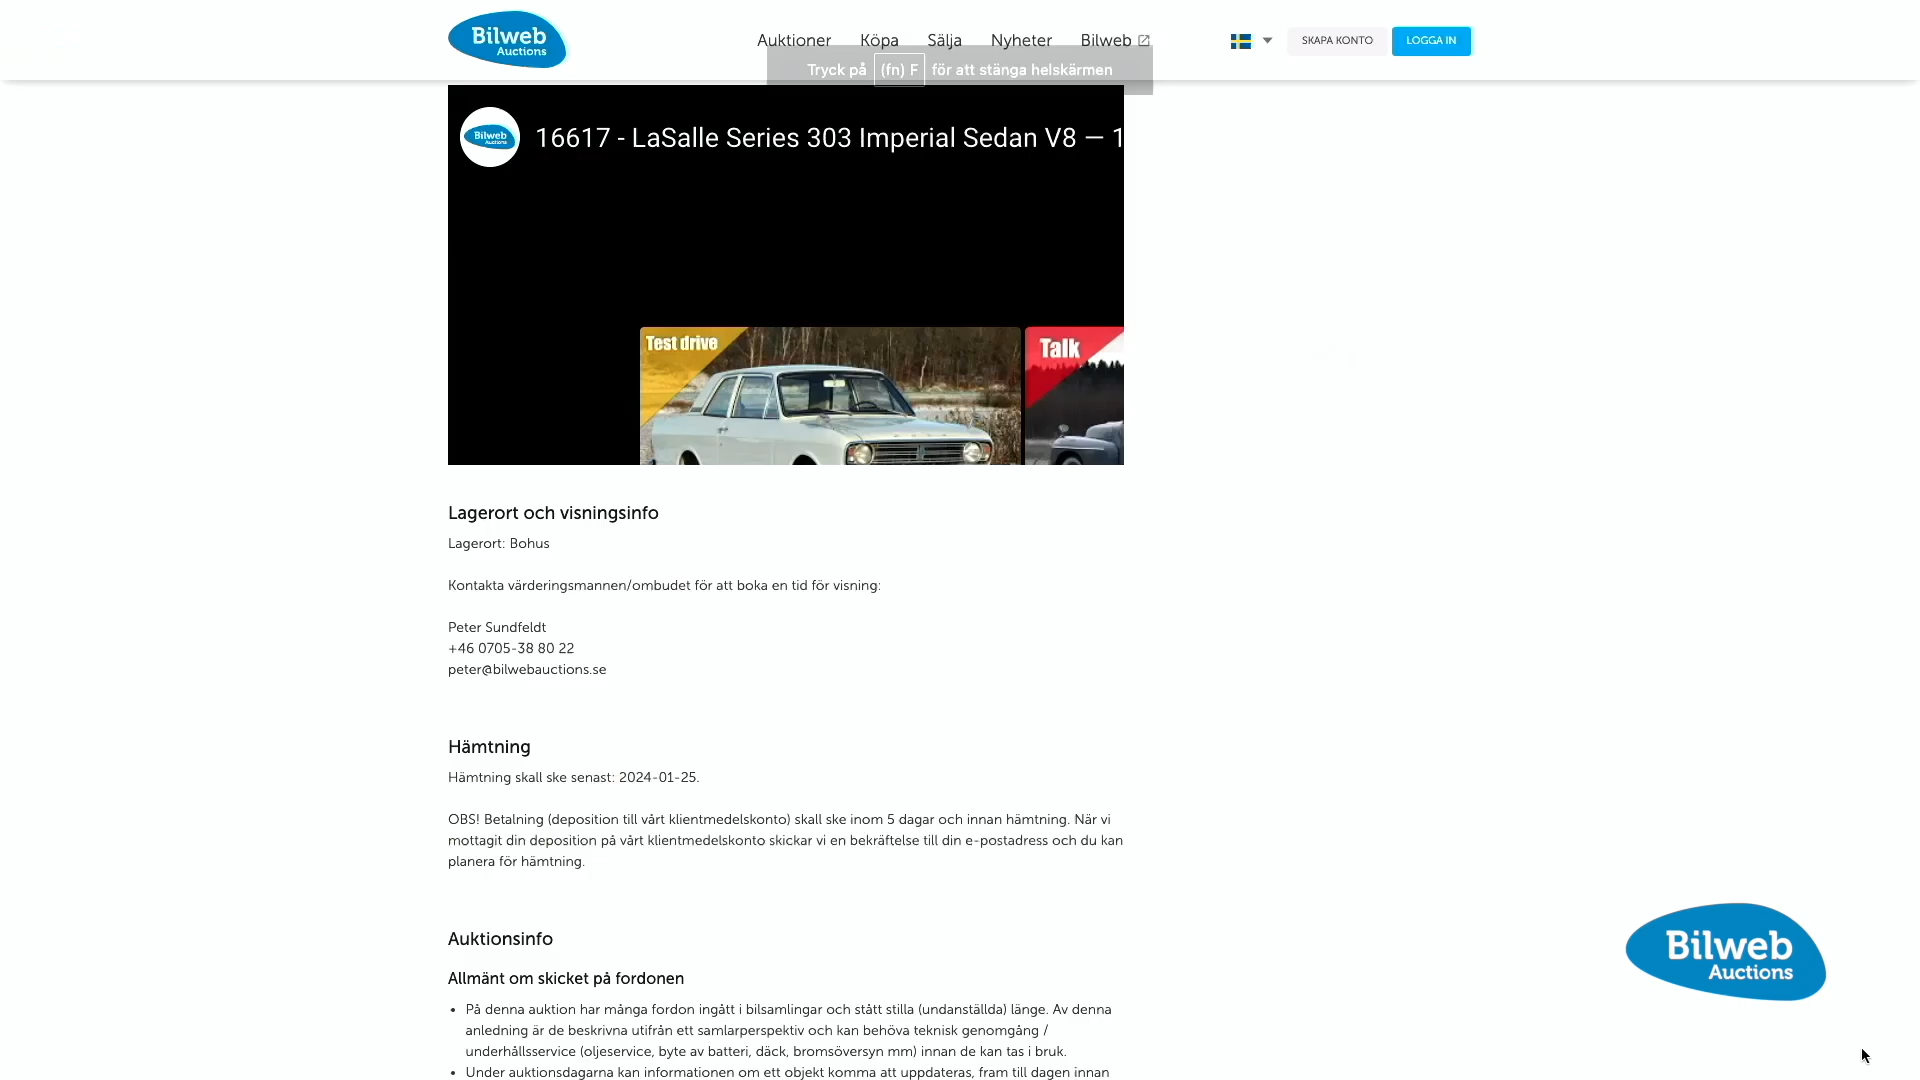 Bilweb
Auctions
Auktioner
Köpa
Sälja
Nyheter
Bilweb
SKAPA KONTO
LOGGA IN
Tryck på (fn) F för att stänga helskärmen
Bilweb
Auctions
16617 - LaSalle Series 303 Imperial Sedan V8 — 1
Test drive
Talk
Lagerort och visningsinfo
Lagerort: Bohus
Kontakta värderingsmannen/ombudet för att boka en tid för visning:
Peter Sundfeldt
+46 0705-38 80 22
peter@bilwebauctions.se
Hämtning
Hämtning skall ske senast: 2024-01-25.
OBS! Betalning (deposition till vårt klientmedelskonto) skall ske inom 5 dagar och innan hämtning. När vi
mottagit din deposition på vårt klientmedelskonto skickar vi en bekräftelse till din e-postadress och du kan
planera för hämtning.
Auktionsinfo
Allmänt om skicket på fordonen
• På denna auktion har många fordon ingått i bilsamlingar och stått stilla (undanställda) länge. Av denna
anledning är de beskrivna utifrån ett samlarperspektiv och kan behöva teknisk genomgång /
underhållsservice (oljeservice, byte av batteri, däck, bromsöversyn mm) innan de kan tas i bruk.
• Under auktionsdagarna kan informationen om ett objekt komma att uppdateras, fram till dagen innan
Bilweb
Auctions